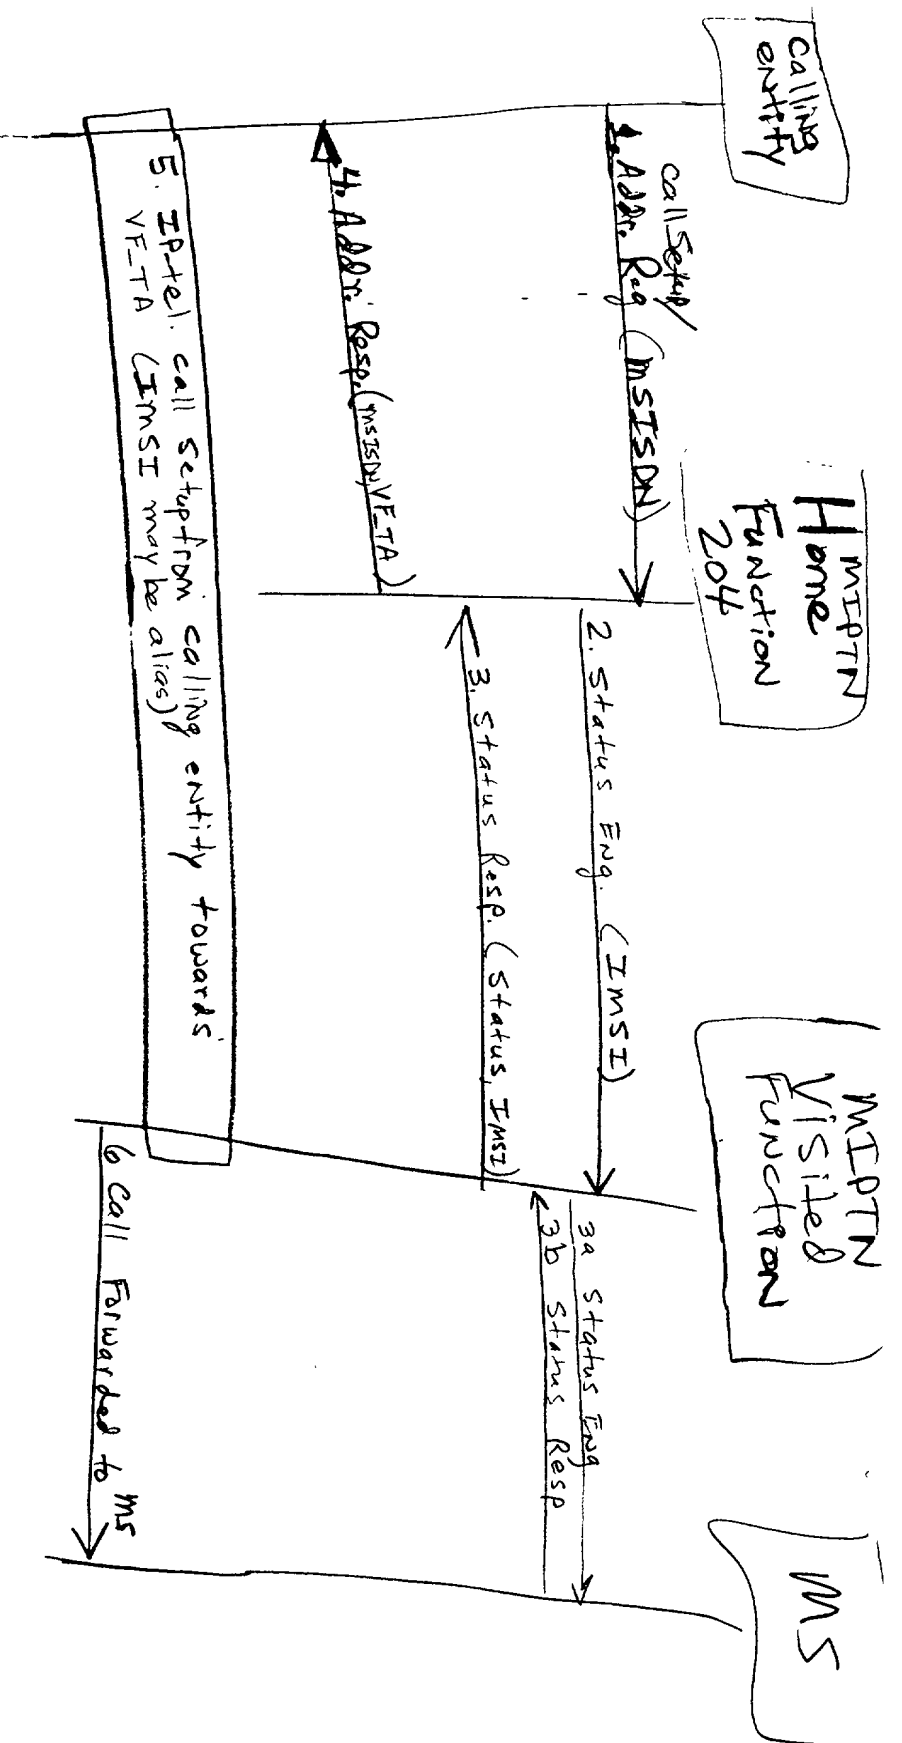 calling
entity
MIPTN
Home
Function
204
MIPTN
Visited
Function
MS
call setup/
1. Addr. Req (MSISDN)
2. Status Enq. (IMSI)
3a Status Enq
3b Status Resp
3. Status Resp. (Status, IMSI)
4. Addr. Resp. (MSISDN, VF_TA)
5. IP tel. call setup from calling entity towards
VF_TA (IMSI may be alias)
6 Call Forwarded to MS